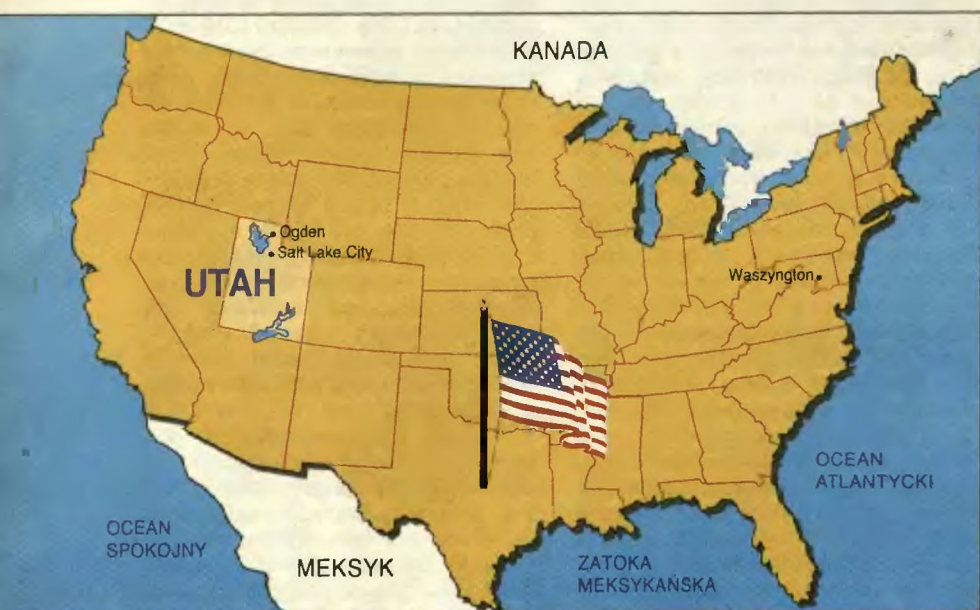 KANADA
Ogden
Salt Lake City
UTAH
Waszyngton
OCEAN
ATLANTYCKI
OCEAN
SPOKOJNY
MEKSYK
ZATOKA
MEKSYKAŃSKA